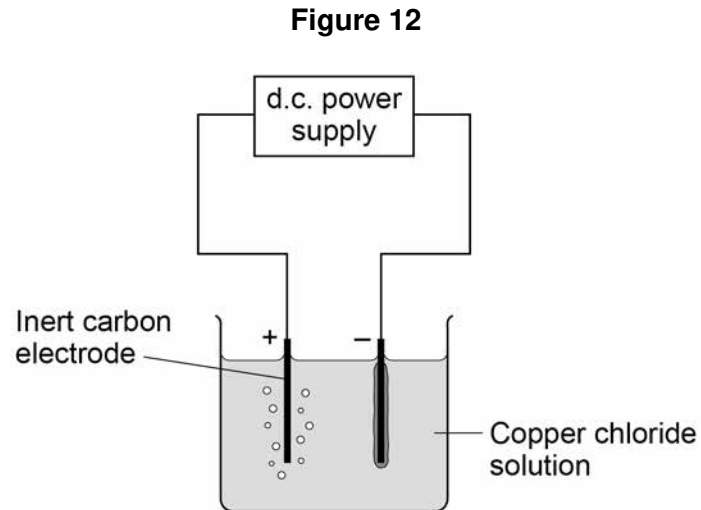 Figure 12
d.c. power
supply
Inert carbon
electrode
+
–
Copper chloride
solution